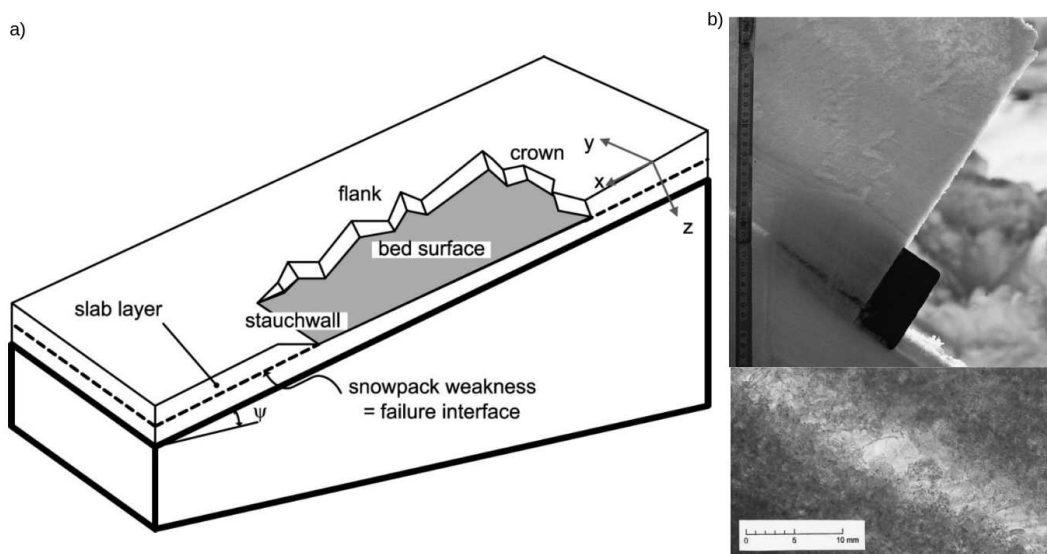 a)
crown
y
x
z
flank
bed surface
slab layer
stauchwall
snowpack weakness
= failure interface
ψ
b)
0 5 10 mm